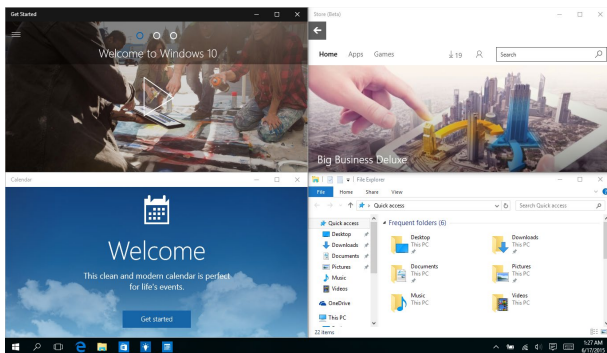 Get Started
Welcome to Windows 10
Store (Beta)
Home Apps Games 19 Search
Big Business Deluxe
Calendar
Welcome
This clean and modern calendar is perfect
for life's events.
Get started
File Explorer
File Home Share View
Quick access Search Quick access
Quick access
Desktop
Downloads
Documents
Pictures
Music
Videos
OneDrive
This PC
Frequent folders (6)
Desktop
This PC
Downloads
This PC
Documents
This PC
Pictures
This PC
Music
This PC
Videos
This PC
22 items
1:27 AM
6/17/2015